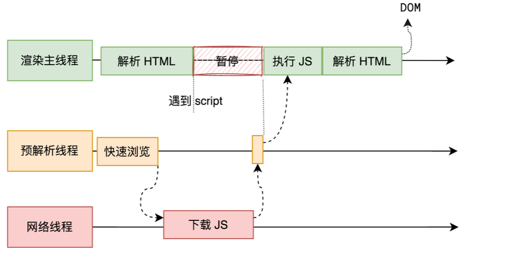 DOM
渲染主线程
解析 HTML
暂停
执行 JS
解析 HTML
遇到 script
预解析线程
快速浏览
网络线程
下载 JS